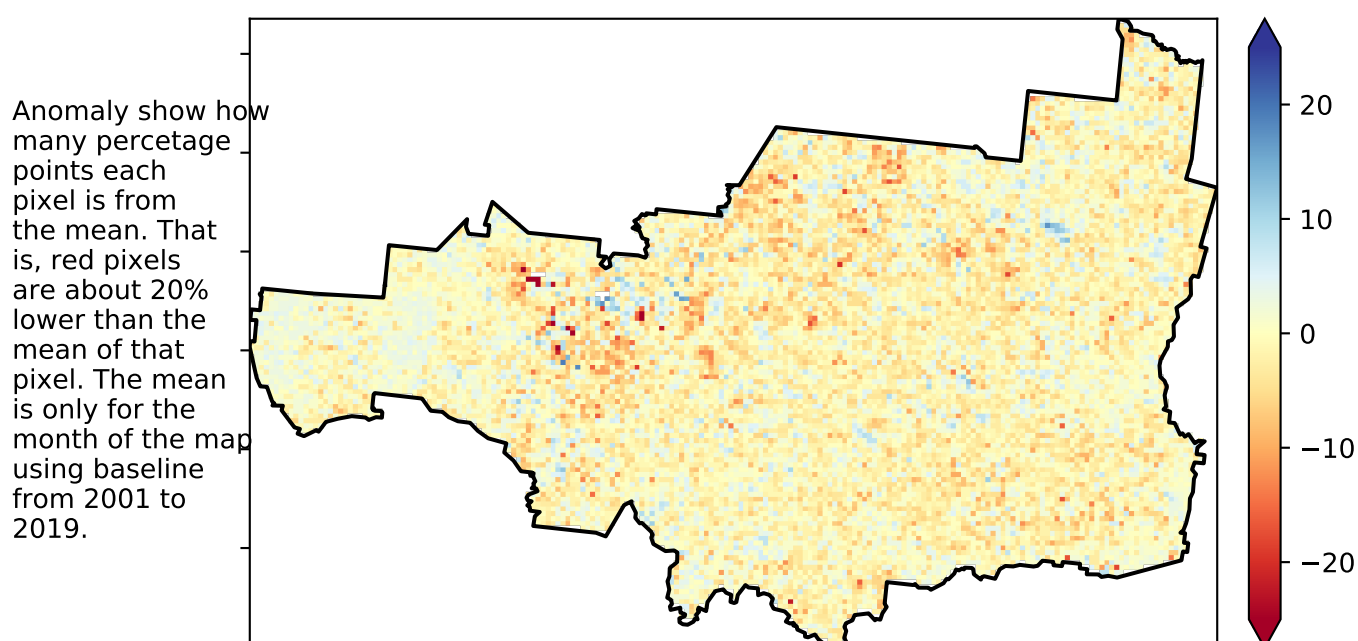 Anomaly show how
many percetage
points each
pixel is from
the mean. That
is, red pixels
are about 20%
lower than the
mean of that
pixel. The mean
is only for the
month of the map
using baseline
from 2001 to
2019.
20
10
0
−10
−20